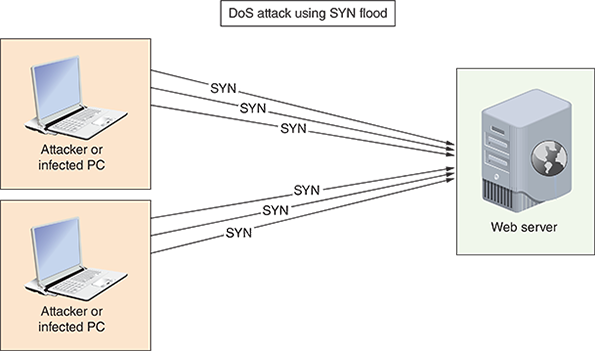 DoS attack using SYN flood
SYN
SYN
SYN
Attacker or
infected PC
SYN
SYN
SYN
Attacker or
infected PC
Web server